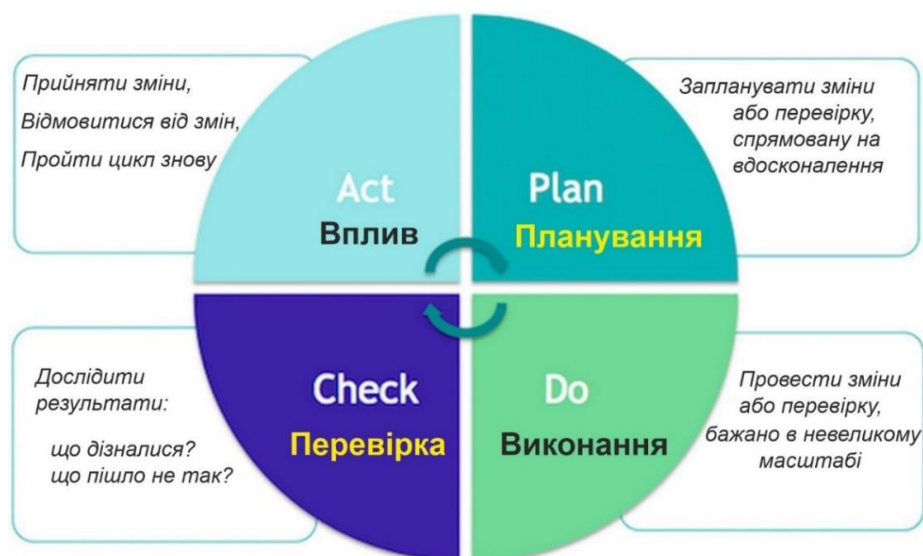 Прийняти зміни,
Відмовитися від змін,
Пройти цикл знову
Act
Вплив
Plan
Планування
Запланувати зміни
або перевірку,
спрямовану на
вдосконалення
Дослідити
результати:
що дізналися?
що пішло не так?
Check
Перевірка
Do
Виконання
Провести зміни
або перевірку,
бажано в невеликому
масштабі